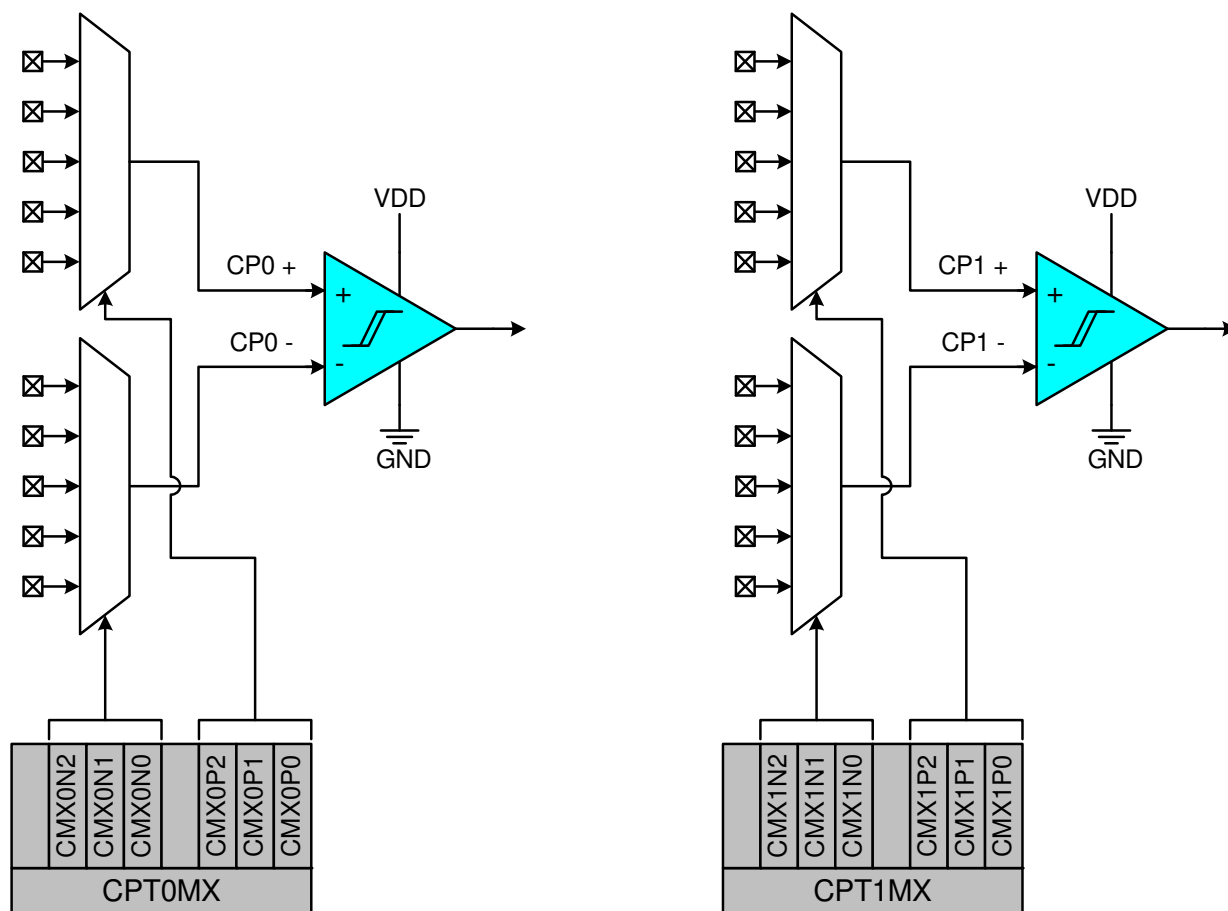 VDD
CP0 +
+
CP0 -
-
GND
CMX0N2
CMX0N1
CMX0N0
CMX0P2
CMX0P1
CMX0P0
CPT0MX
VDD
CP1 +
+
CP1 -
-
GND
CMX1N2
CMX1N1
CMX1N0
CMX1P2
CMX1P1
CMX1P0
CPT1MX